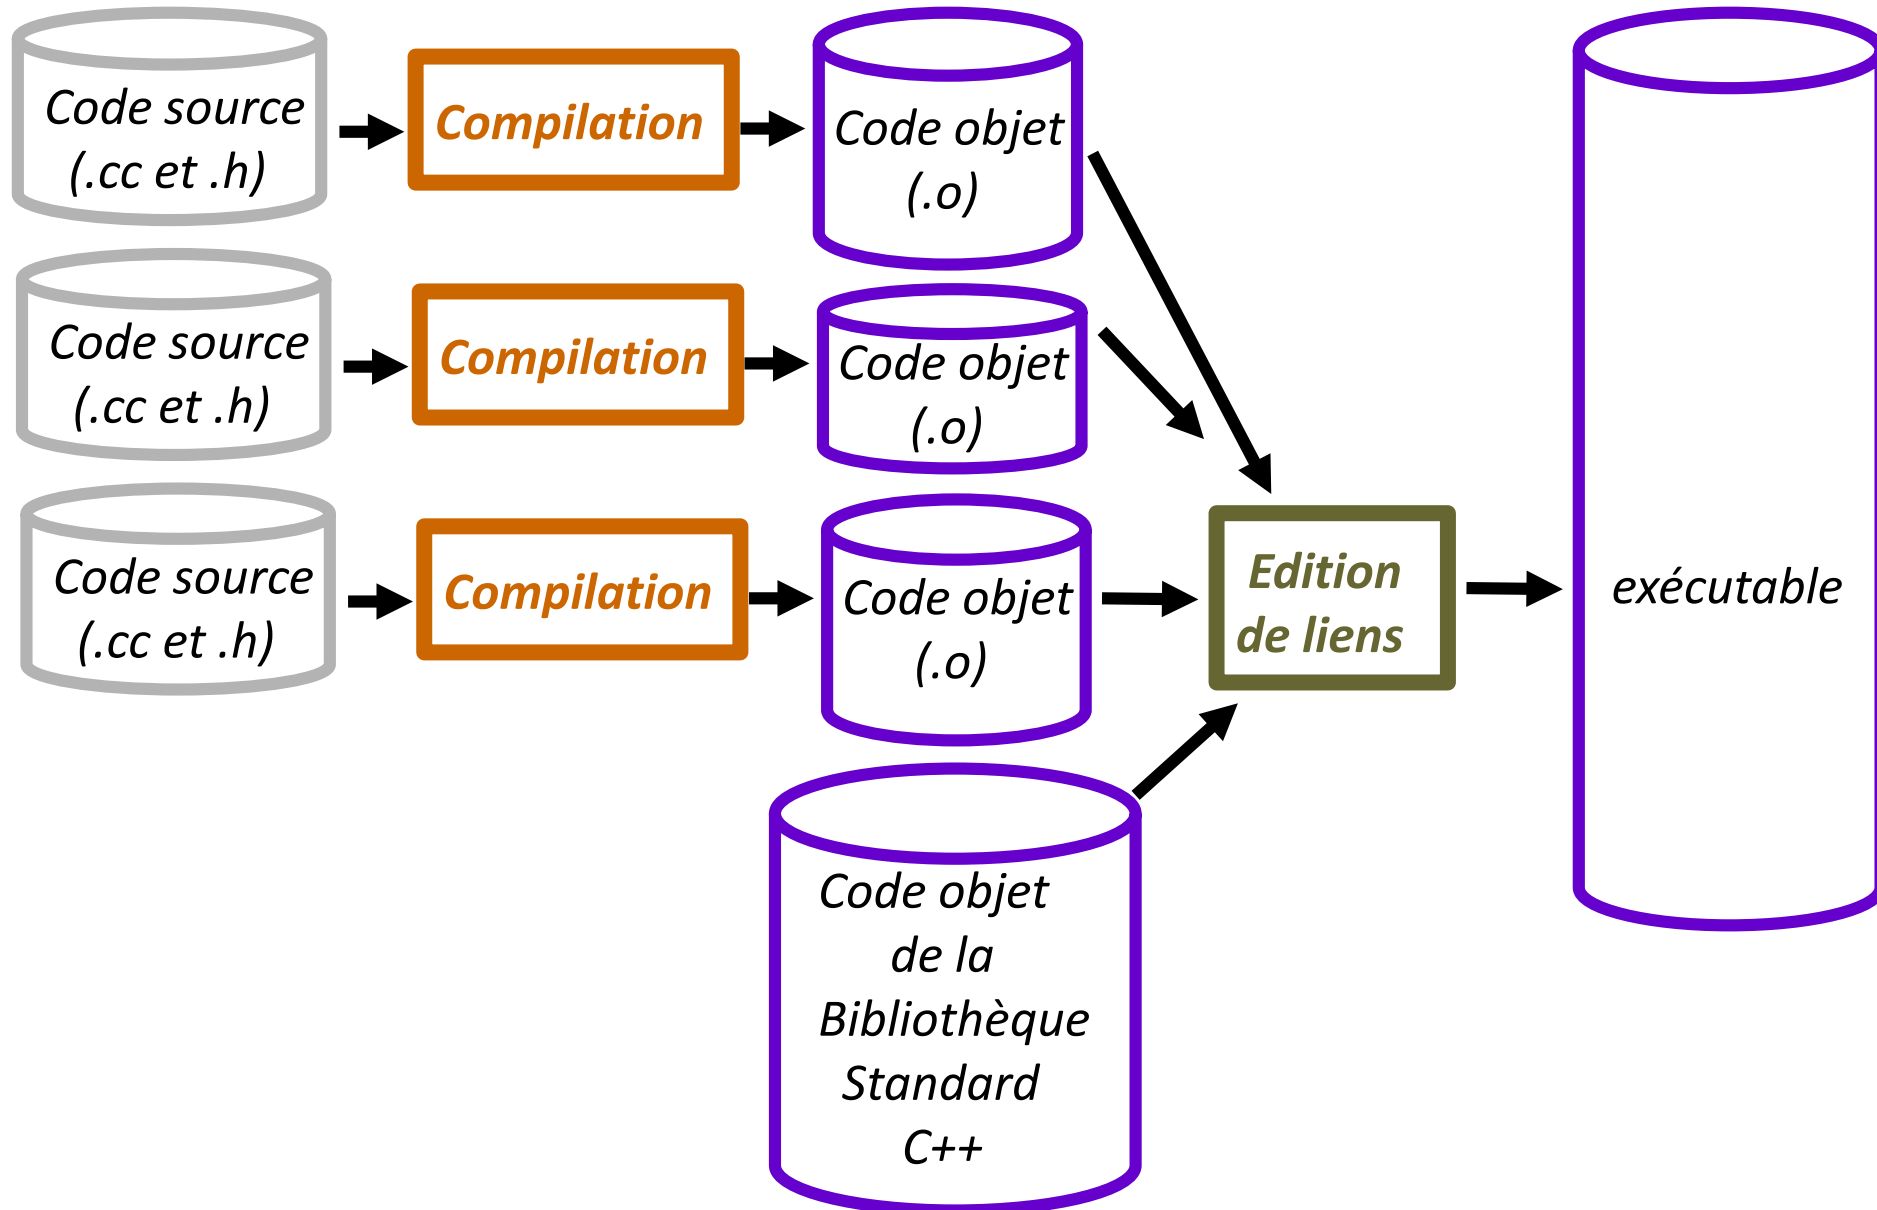 Code source
(.cc et .h)
Compilation
Code objet
(.o)
Code source
(.cc et .h)
Compilation
Code objet
(.o)
Code source
(.cc et .h)
Compilation
Code objet
(.o)
Edition
de liens
exécutable
Code objet
de la
Bibliothèque
Standard
C++